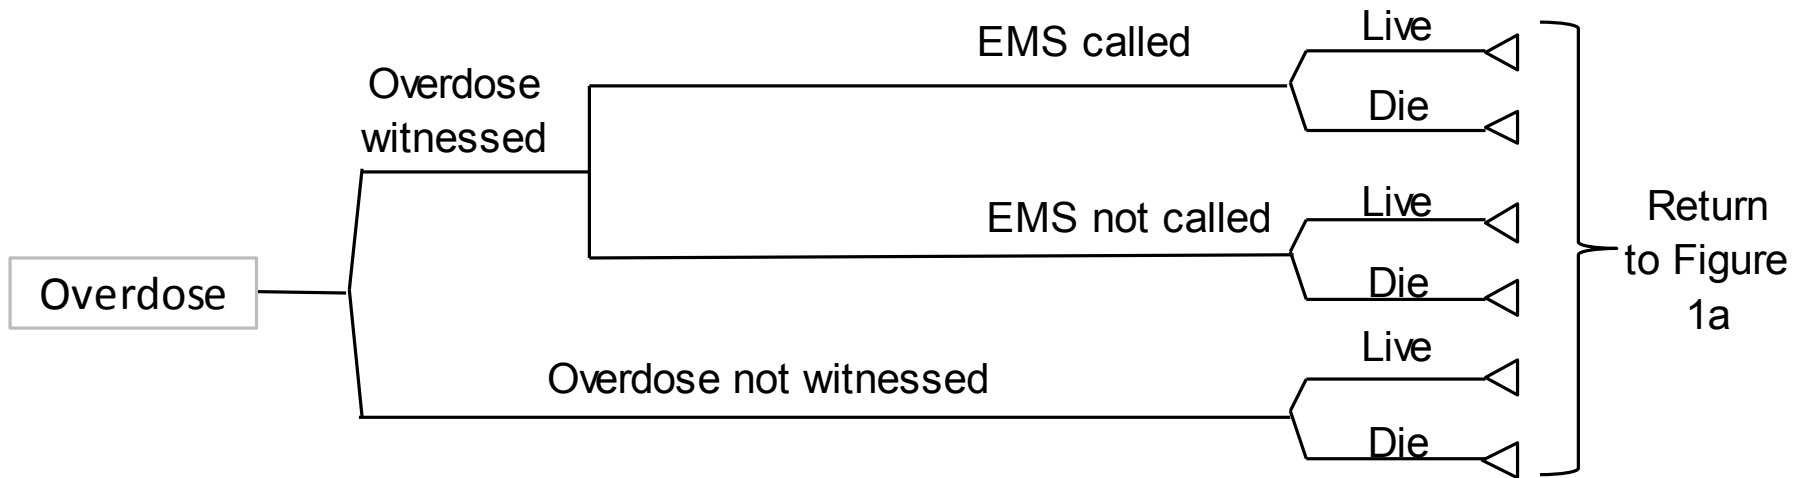 Overdose
Overdose
witnessed
EMS called
Live
Die
EMS not called
Live
Die
Overdose not witnessed
Live
Die
Return
to Figure
1a